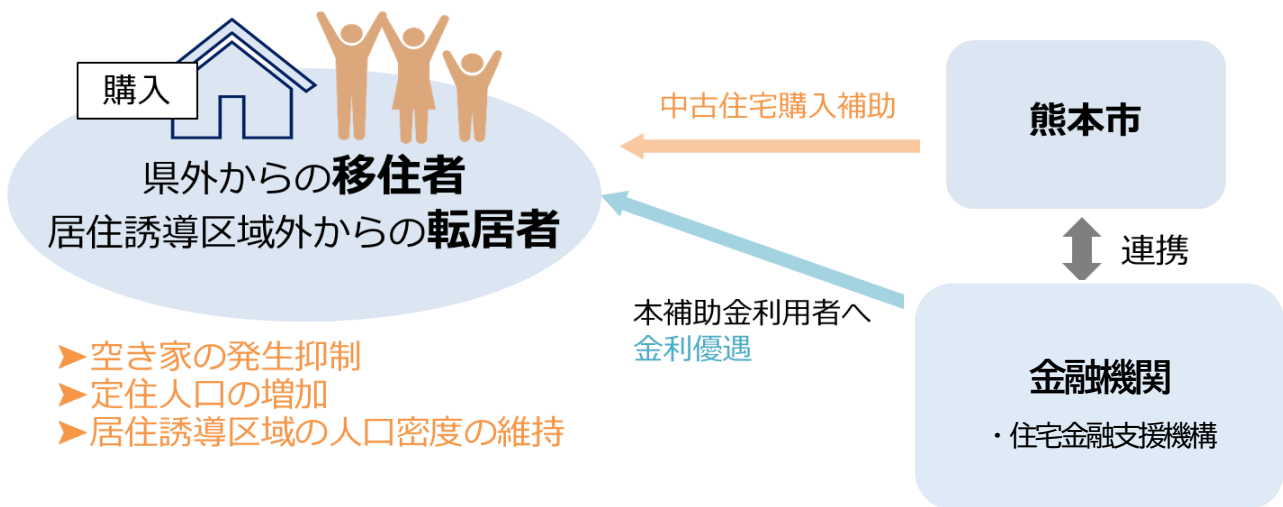 購入
県外からの移住者
居住誘導区域外からの転居者
➤空き家の発生抑制
➤定住人口の増加
➤居住誘導区域の人口密度の維持
中古住宅購入補助
本補助金利用者へ
金利優遇
熊本市
連携
金融機関
・住宅金融支援機構